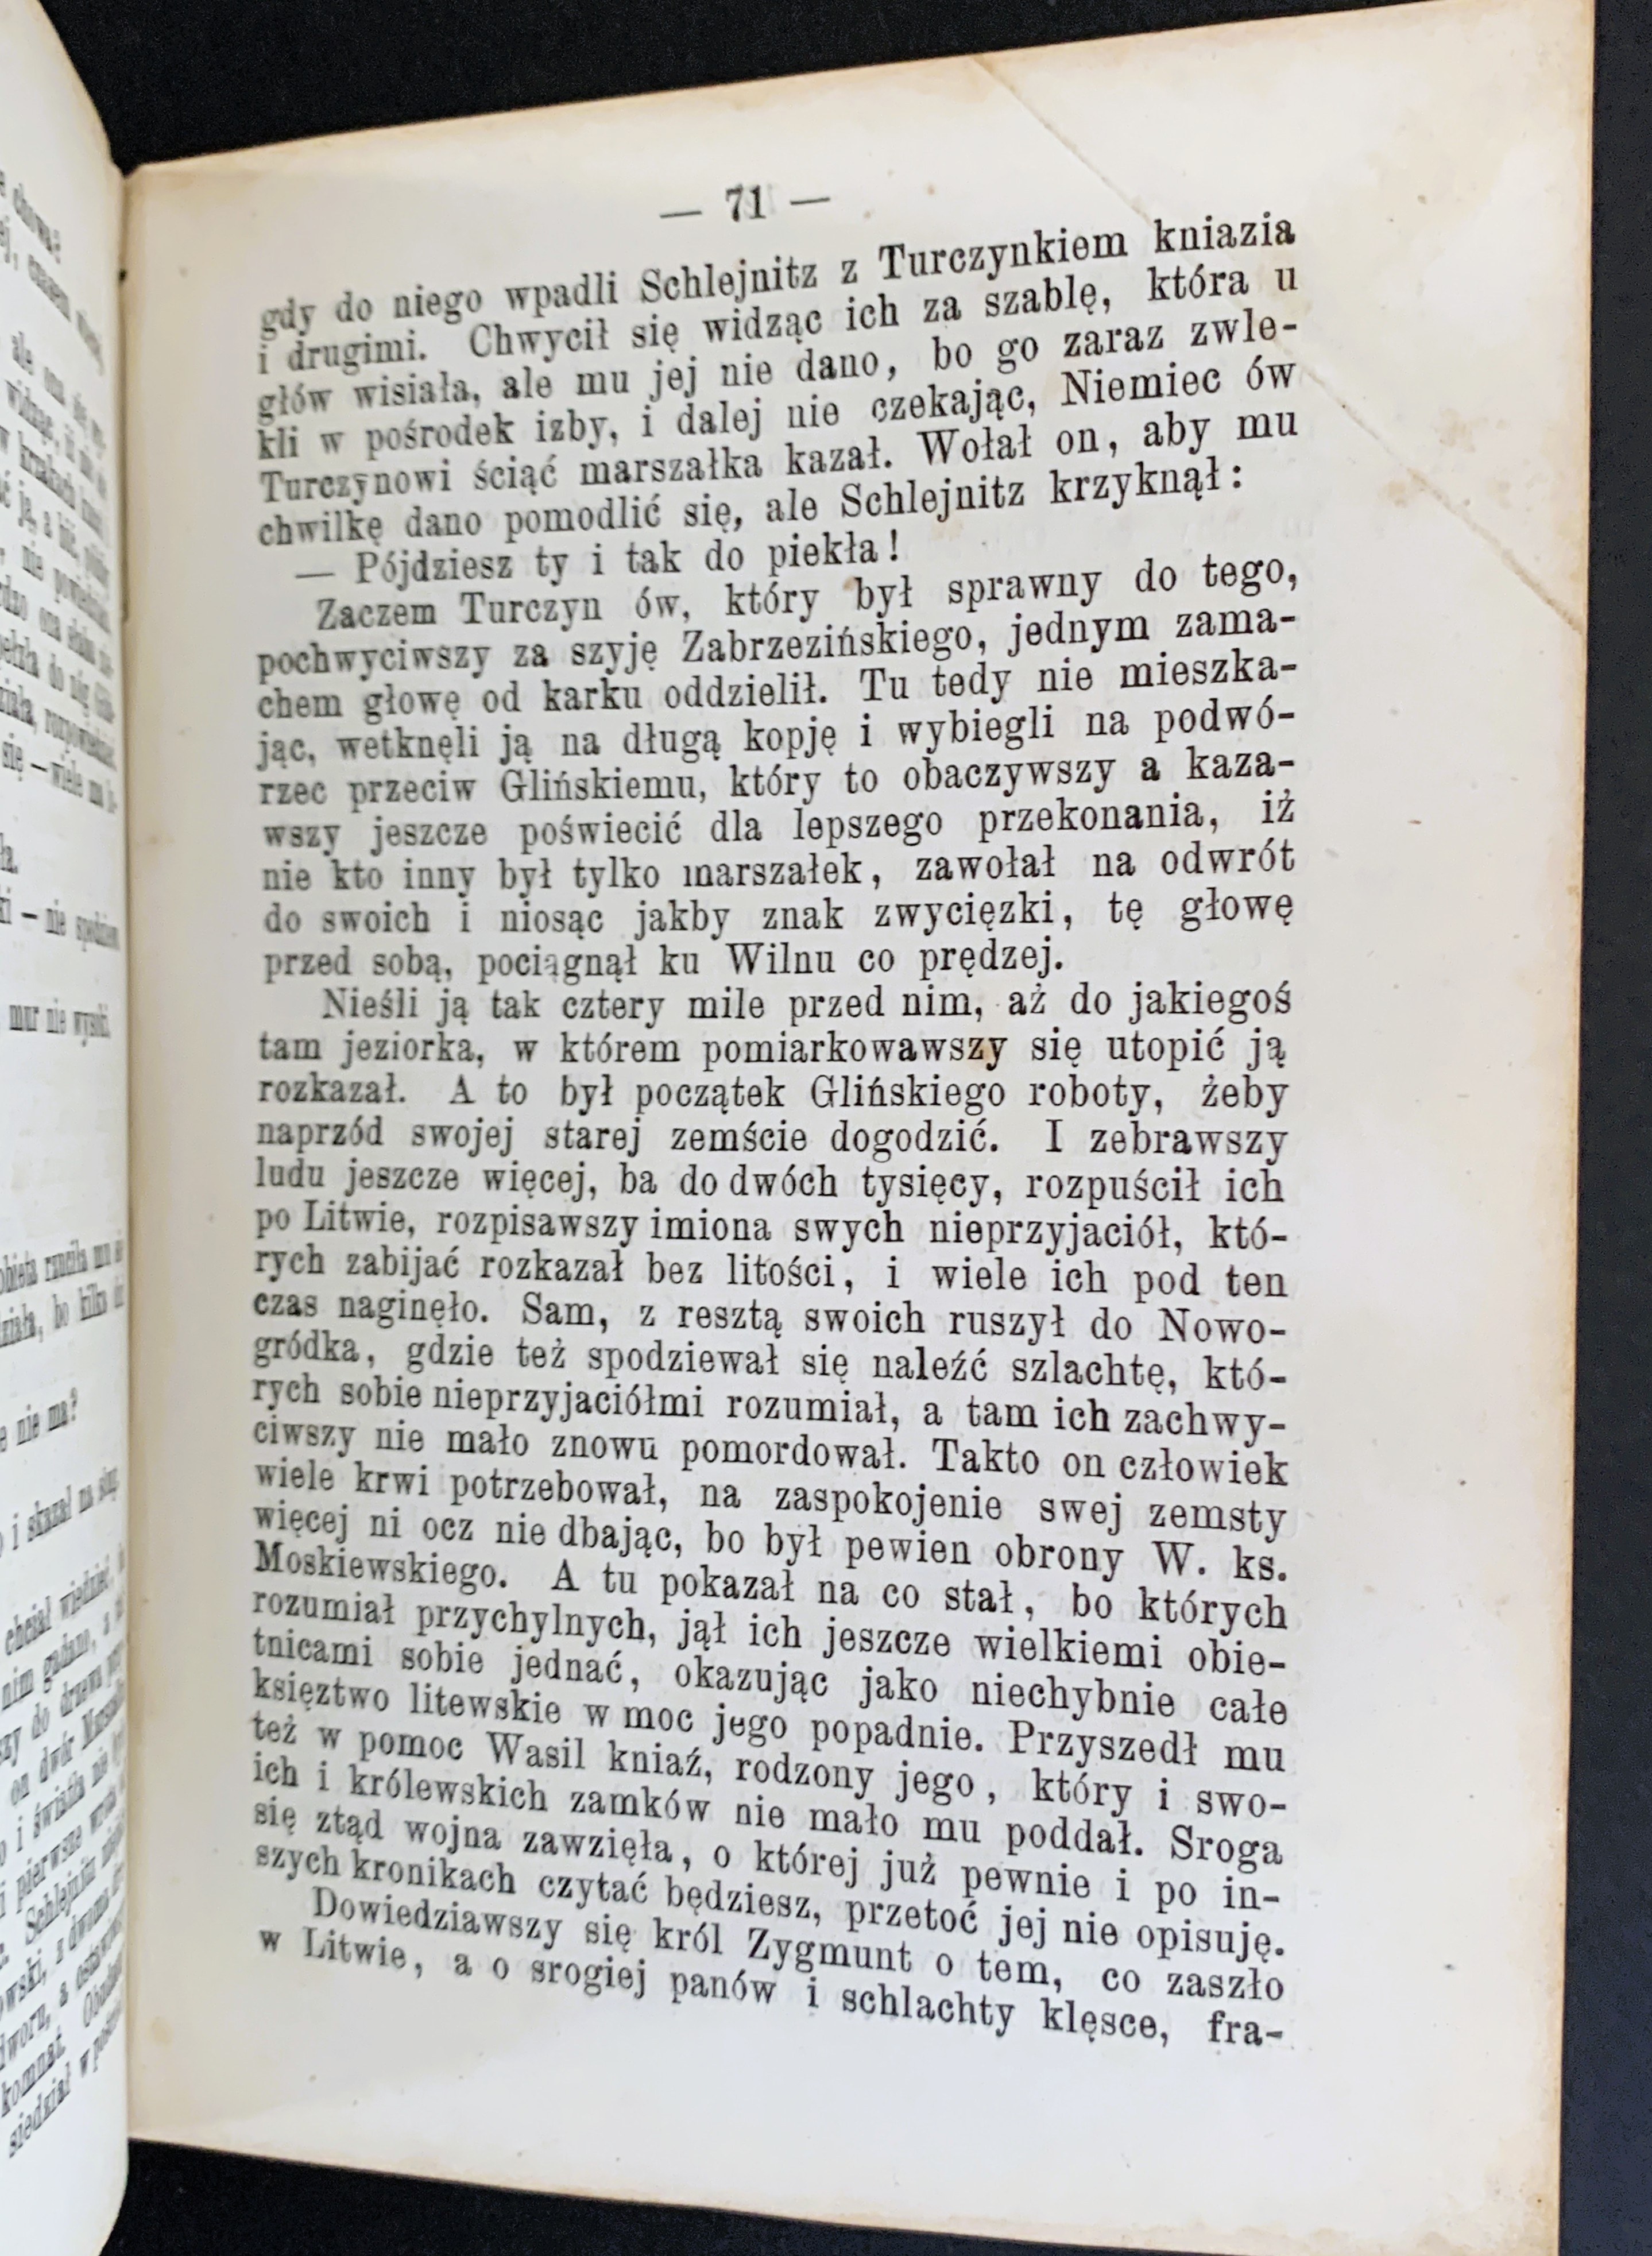 — 71 —
gdy do niego wpadli Schlejnitz z Turczynkiem kniazia
i drugimi. Chwycił się widząc ich za szablę, która u
głów wisiała, ale mu jej nie dano, bo go zaraz zwle-
kli w pośrodek izby, i dalej nie czekając, Niemiec ów
Turczynowi ściąć marszałka kazał. Wołał on, aby mu
chwilkę dano pomodlić się, ale Schlejnitz krzyknął:
— Pójdziesz ty i tak do piekła!
Zaczem Turczyn ów, który był sprawny do tego,
pochwyciwszy za szyję Zabrzezińskiego, jednym zama-
chem głowę od karku oddzielił. Tu tedy nie mieszka-
jąc, wetknęli ją na długą kopję i wybiegli na podwó-
rzec przeciw Glińskiemu, który to obaczywszy a kaza-
wszy jeszcze poświecić dla lepszego przekonania, iż
nie kto inny był tylko marszałek, zawołał na odwrót
do swoich i niosąc jakby znak zwycięzki, tę głowę
przed sobą, pociągnął ku Wilnu co prędzej.
Nieśli ją tak cztery mile przed nim, aż do jakiegoś
tam jeziorka, w którem pomiarkowawszy się utopić ją
rozkazał. A to był początek Glińskiego roboty, żeby
naprzód swojej starej zemście dogodzić. I zebrawszy
ludu jeszcze więcej, ba do dwóch tysięcy, rozpuścił ich
po Litwie, rozpisawszy imiona swych nieprzyjaciół, któ-
rych zabijać rozkazał bez litości, i wiele ich pod ten
czas naginęło. Sam, z resztą swoich ruszył do Nowo-
gródka, gdzie też spodziewał się naleźć szlachtę, któ-
rych sobie nieprzyjaciółmi rozumiał, a tam ich zachwy-
ciwszy nie mało znowu pomordował. Takto on człowiek
wiele krwi potrzebował, na zaspokojenie swej zemsty
więcej ni ocz nie dbając, bo był pewien obrony W. ks.
Moskiewskiego. A tu pokazał na co stał, bo których
rozumiał przychylnych, jął ich jeszcze wielkiemi obie-
tnicami sobie jednać, okazując jako niechybnie całe
księztwo litewskie w moc jego popadnie. Przyszedł mu
też w pomoc Wasil kniaź, rodzony jego, który i swo-
ich i królewskich zamków nie mało mu poddał. Sroga
się ztąd wojna zawzięła, o której już pewnie i po in-
szych kronikach czytać będziesz, przetoć jej nie opisuję.
Dowiedziawszy się król Zygmunt o tem, co zaszło
w Litwie, a o srogiej panów i schlachty klęsce, fra-